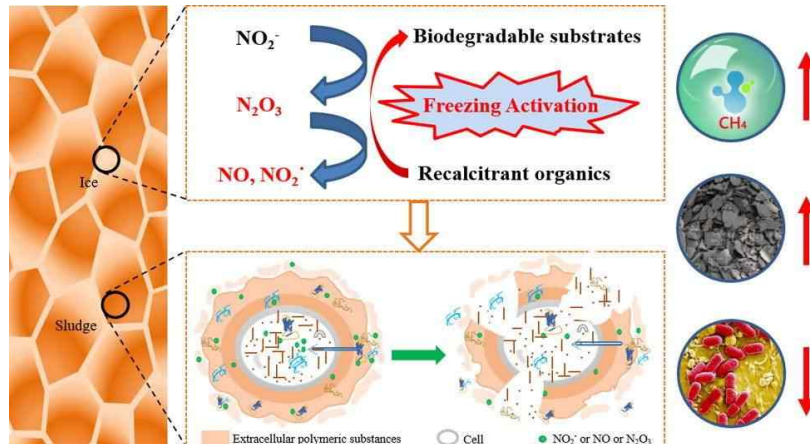 NO₂⁻
N₂O₃
NO, NO₂˙
Biodegradable substrates
Freezing Activation
Recalcitrant organics
Ice
Sludge
CH₄
Extracellular polymeric substances
Cell
NO₂˙ or NO or N₂O₃